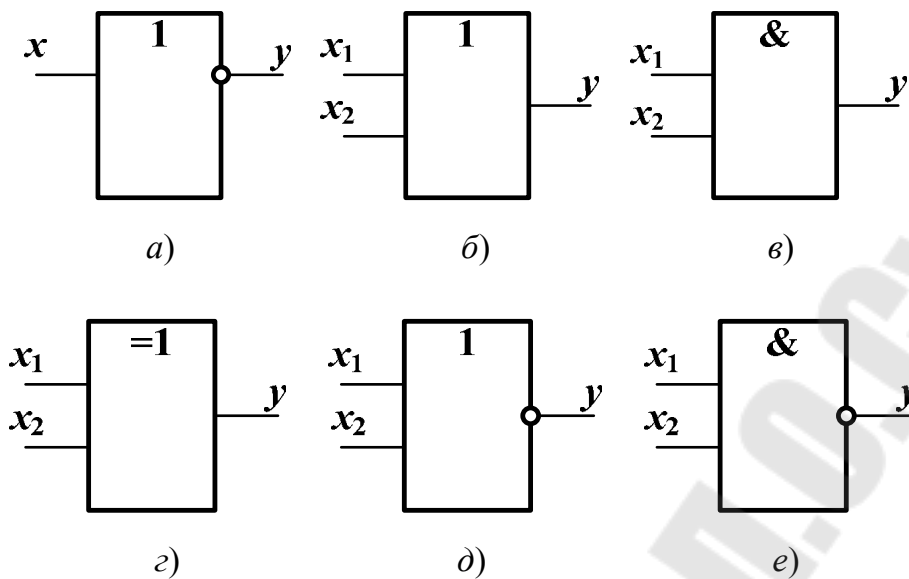 1 1 &
x y x₁ x₂ y x₁ x₂ y
а) б) в)
=1 1 &
x₁ x₂ y x₁ x₂ y x₁ x₂ y
г) д) е)